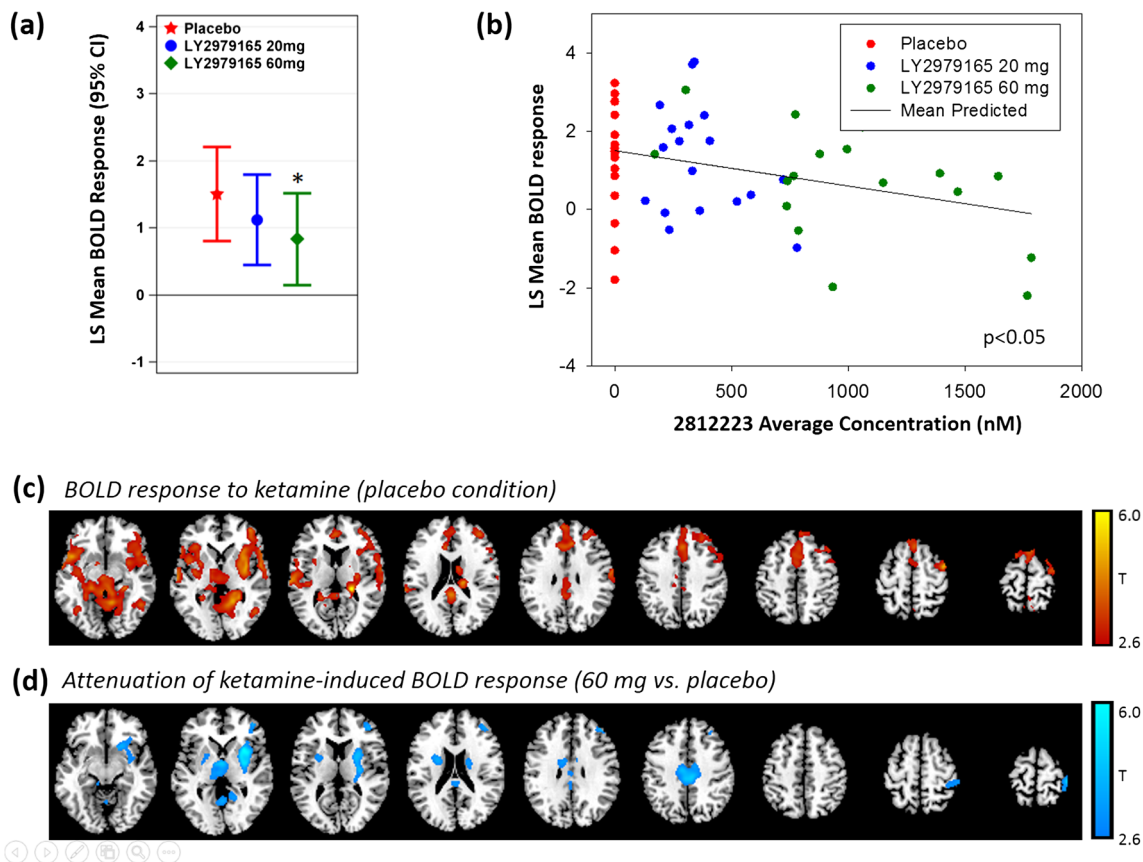 (a)
LS Mean BOLD Response (95% CI)
4
3
2
1
0
-1
Placebo
LY2979165 20mg
LY2979165 60mg
*
(b)
LS Mean BOLD response
4
2
0
-2
-4
Placebo
LY2979165 20 mg
LY2979165 60 mg
Mean Predicted
p<0.05
0 500 1000 1500 2000
2812223 Average Concentration (nM)
(c) BOLD response to ketamine (placebo condition)
6.0
T
2.6
(d) Attenuation of ketamine-induced BOLD response (60 mg vs. placebo)
6.0
T
2.6